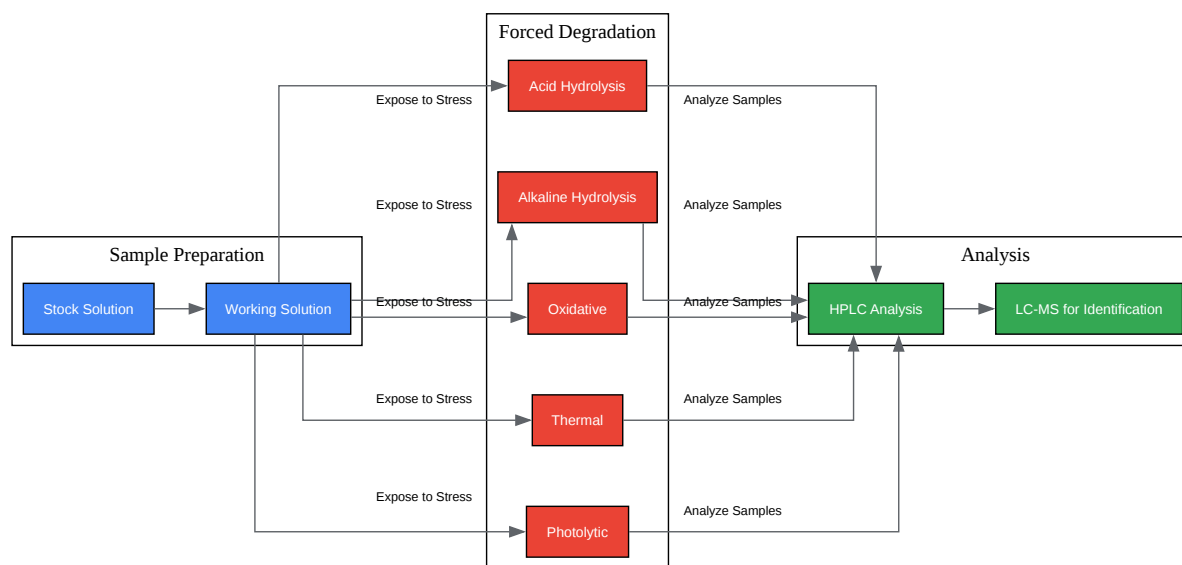 Forced Degradation
Acid Hydrolysis
Expose to Stress
Analyze Samples
Alkaline Hydrolysis
Expose to Stress
Analyze Samples
Sample Preparation
Analysis
Stock Solution
Working Solution
Expose to Stress
Oxidative
Analyze Samples
HPLC Analysis
LC-MS for Identification
Expose to Stress
Thermal
Analyze Samples
Expose to Stress
Photolytic
Analyze Samples